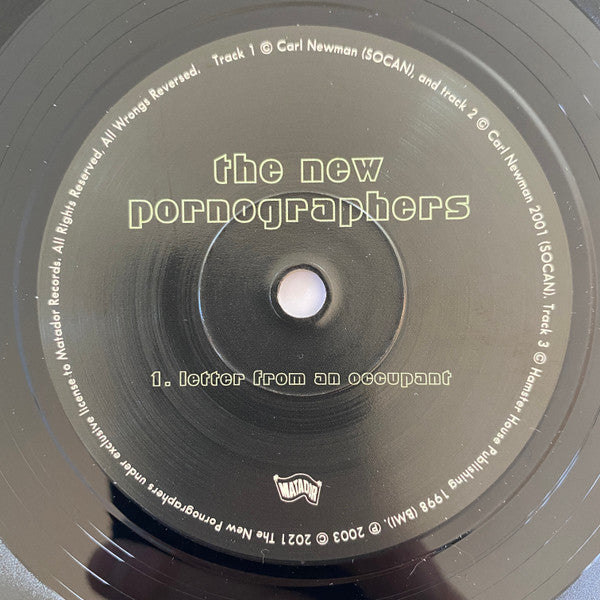 the new
pornographers
1. letter from an occupant
MATADOR
Track 1 © Carl Newman (SOCAN), and track 2 © Carl Newman 2001 (SOCAN). Track 3 © Hamster House Publishing 1998 (BMI), ℗ 2003 © 2021 The New Pornographers under exclusive license to Matador Records. All Rights Reserved, All Wrongs Reversed.